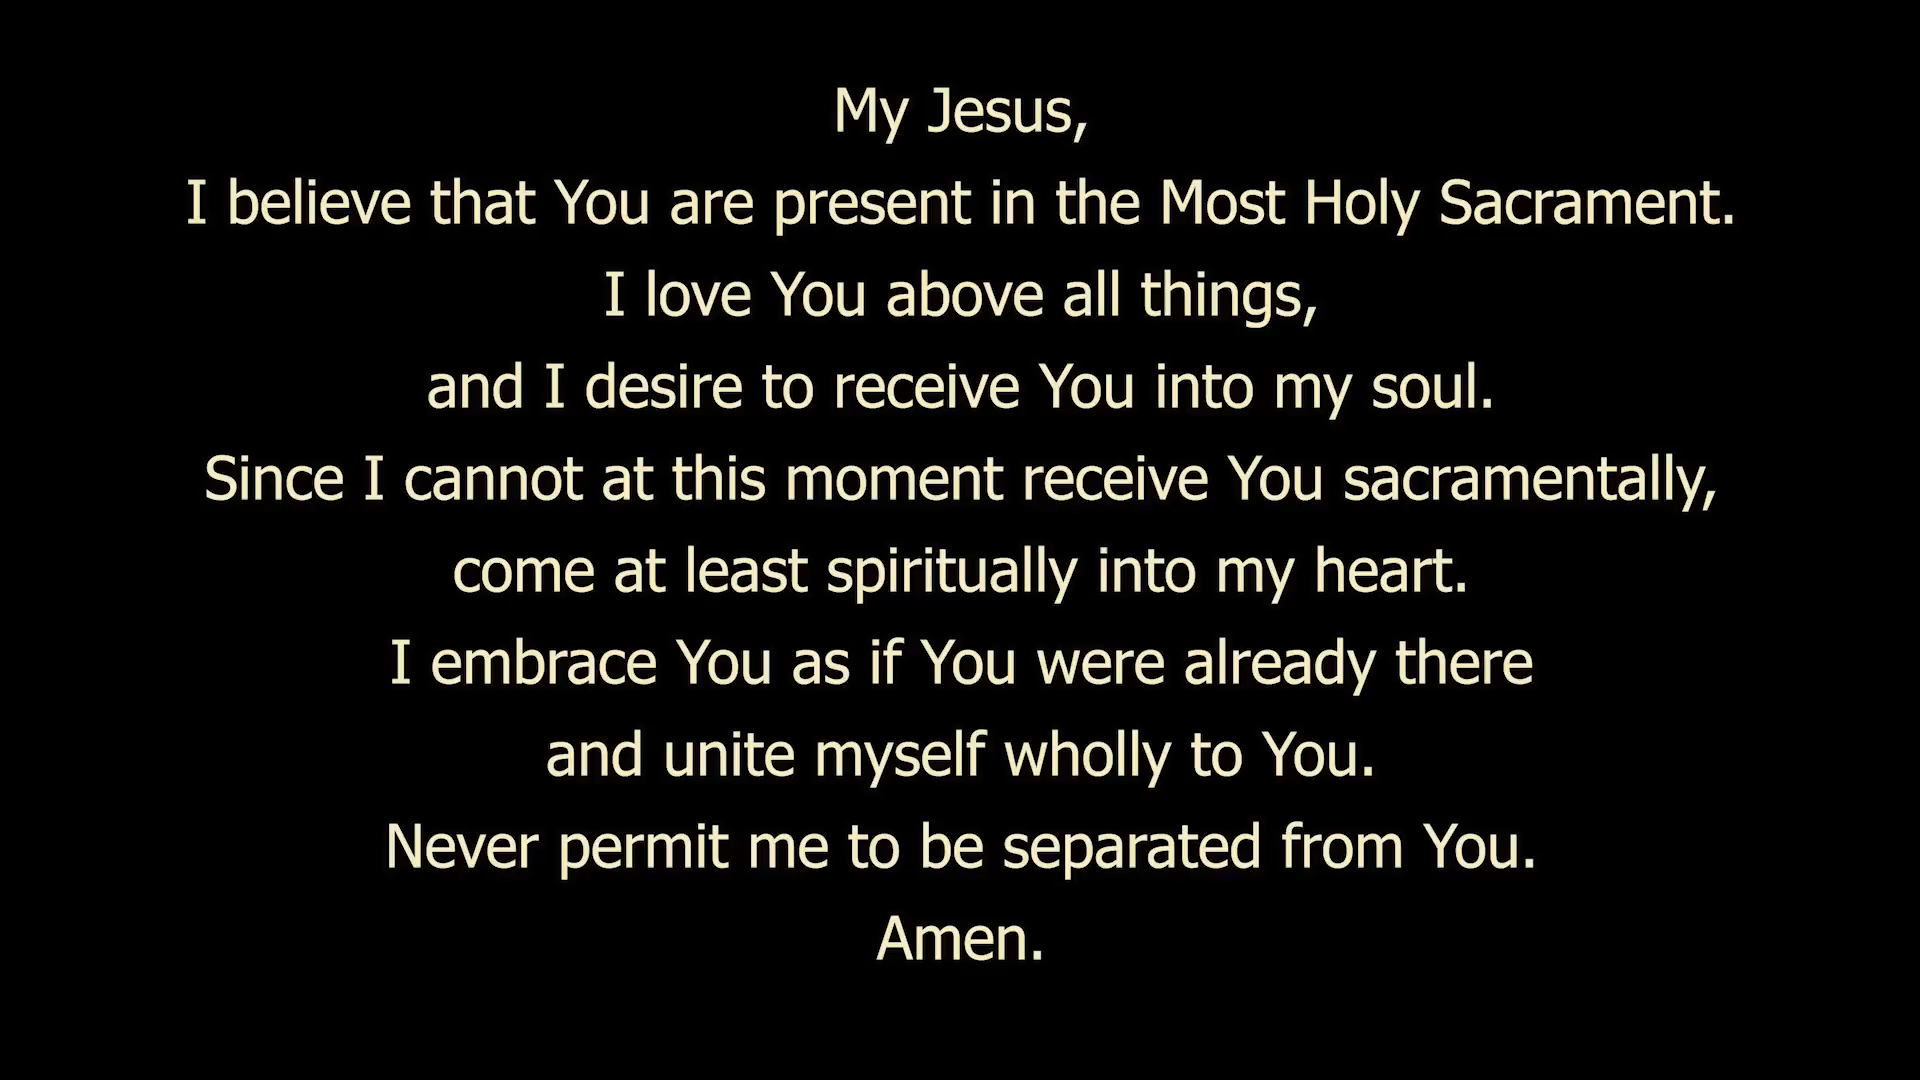 My Jesus,
I believe that You are present in the Most Holy Sacrament.
I love You above all things,
and I desire to receive You into my soul.
Since I cannot at this moment receive You sacramentally,
come at least spiritually into my heart.
I embrace You as if You were already there
and unite myself wholly to You.
Never permit me to be separated from You.
Amen.